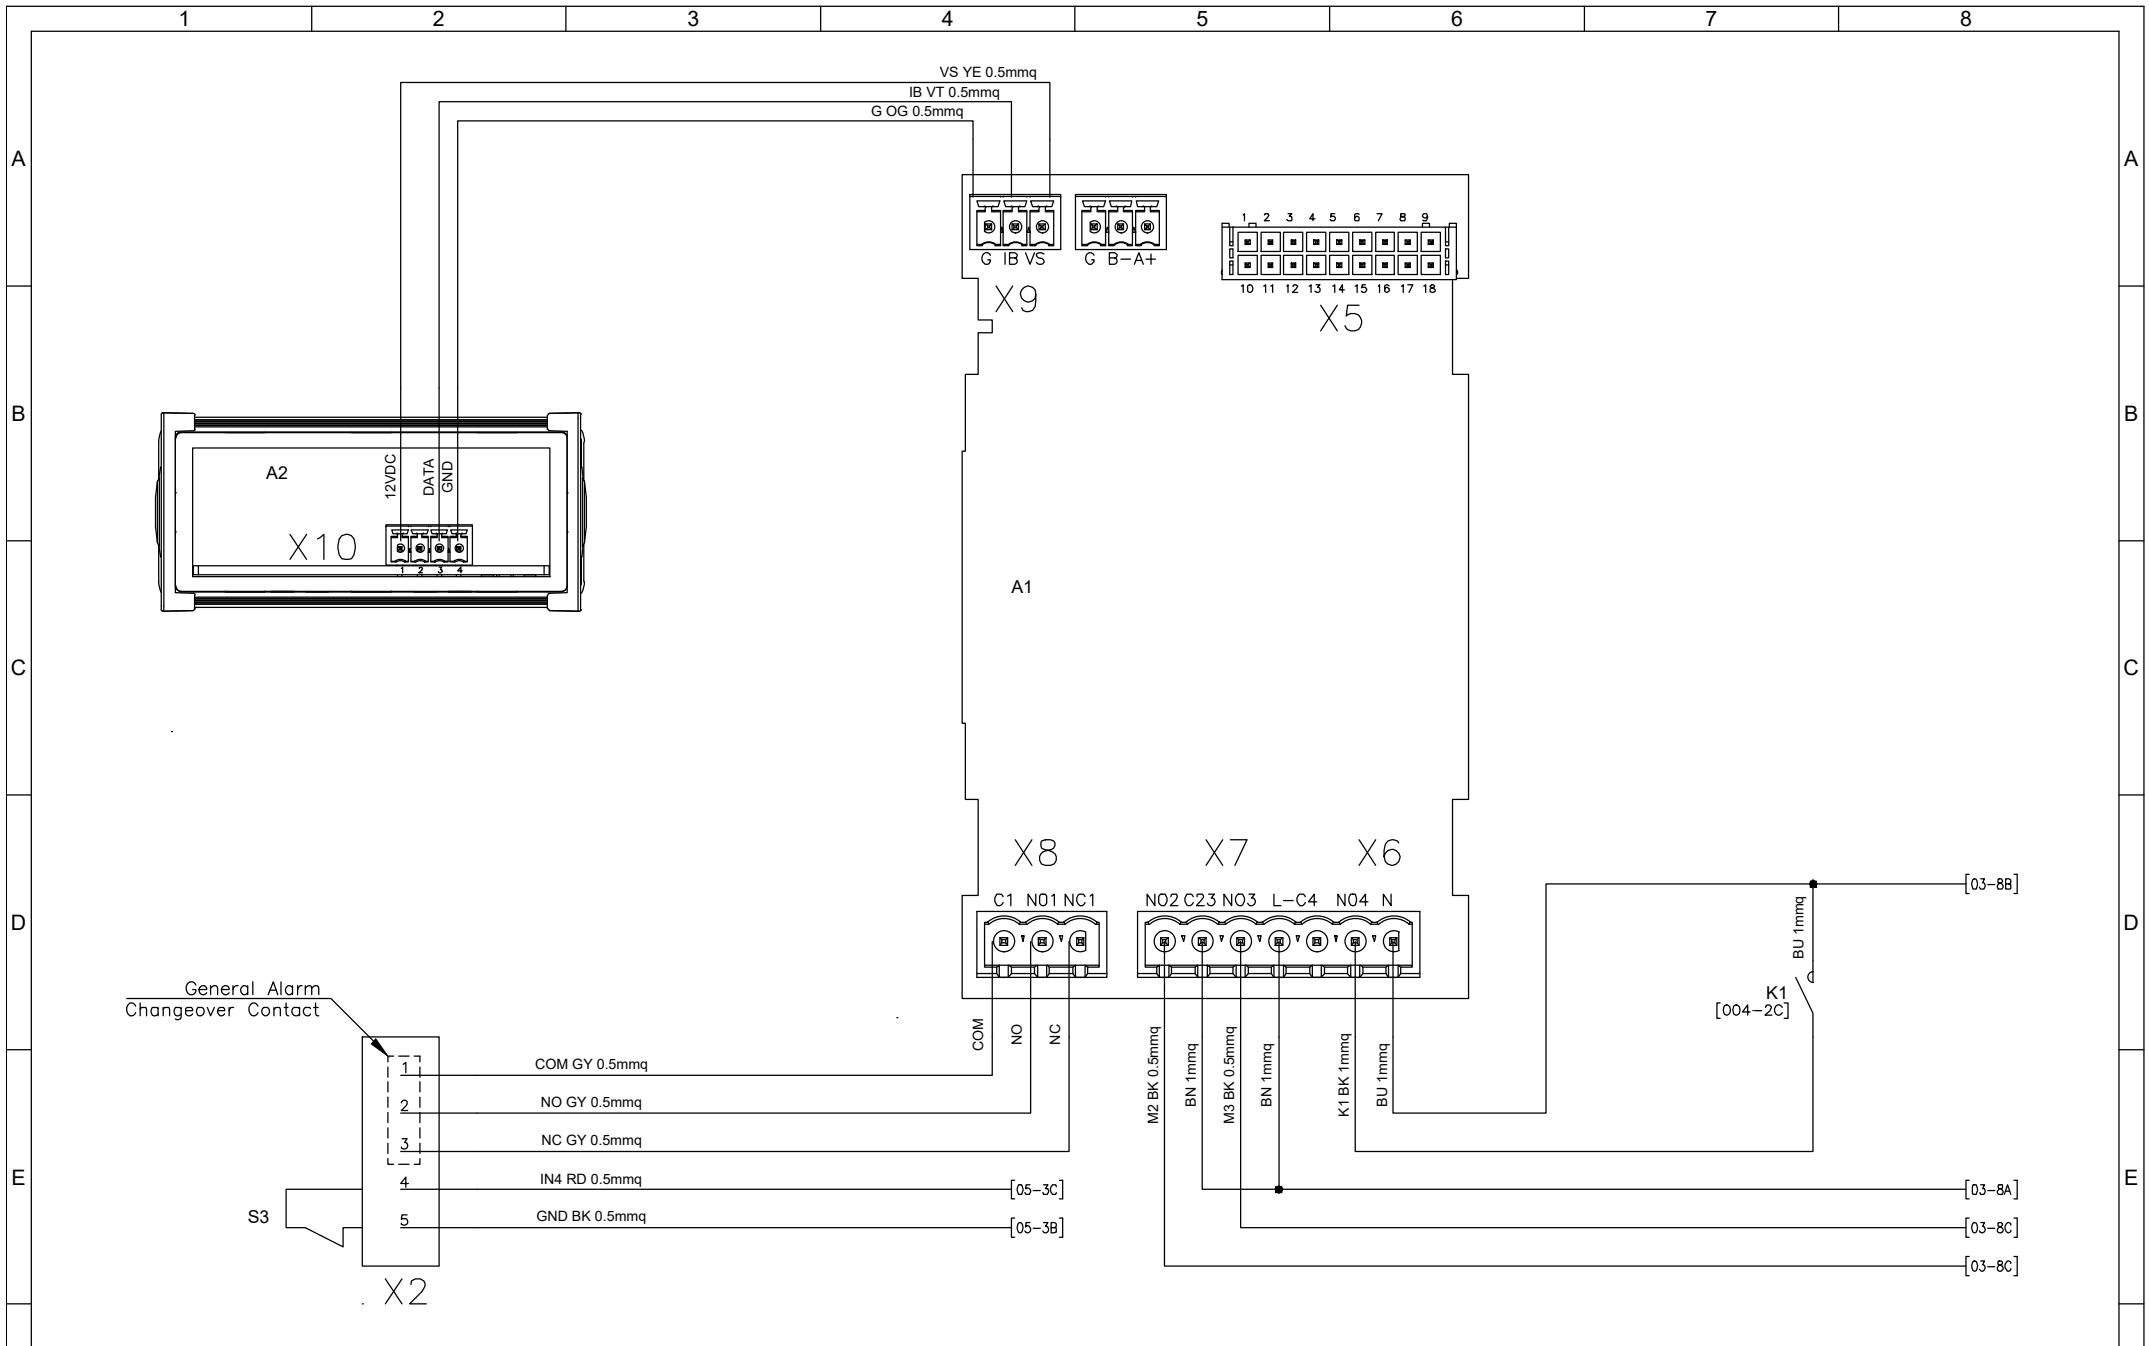 1 2 3 4 5 6 7 8
VS YE 0.5mmq
IB VT 0.5mmq
G OG 0.5mmq
A A
1 2 3 4 5 6 7 8 9
G IB VS G B-A+
10 11 12 13 14 15 16 17 18
X9
X5
B B
12VDC
DATA
GND
A2
X10
1 2 3 4
A1
C C
X8 X7 X6
[03-8B]
C1 N01 NC1 NO2 C23 NO3 L-C4 N04 N
D D
BU 1mmq
General Alarm
Changeover Contact
K1
[004-2C]
COM
NO
NC
M2 BK 0.5mmq
BN 1mmq
M3 BK 0.5mmq
BN 1mmq
K1 BK 1mmq
BU 1mmq
1 COM GY 0.5mmq
2 NO GY 0.5mmq
3 NC GY 0.5mmq
E E
4 IN4 RD 0.5mmq [05-3C] [03-8A]
S3
5 GND BK 0.5mmq [05-3B] [03-8C]
[03-8C]
X2